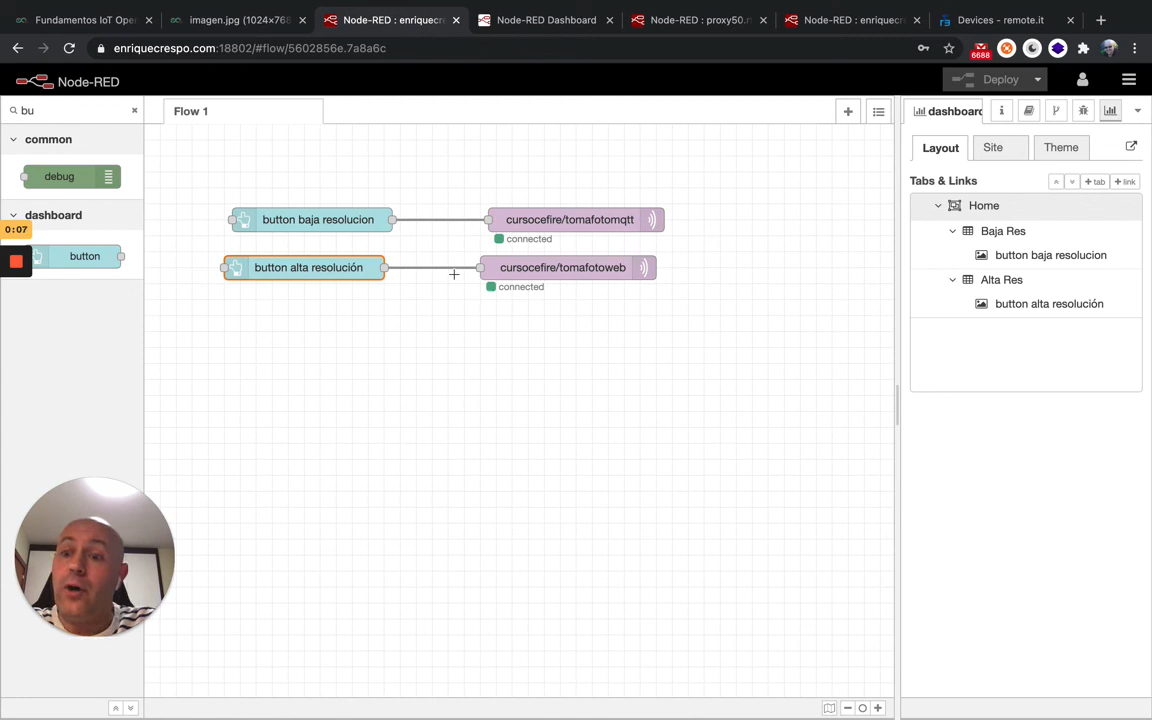 Fundamentos IoT Open
imagen.jpg (1024×768
Node-RED : enriquecres
Node-RED Dashboard
Node-RED : proxy50.r
Node-RED : enriquecr
Devices - remote.it
enriquecrespo.com:18802/#flow/5602856e.7a8a6c
6688
Node-RED
Deploy
bu
Flow 1
dashboard
common
debug
Layout
Site
Theme
Tabs & Links
tab
link
dashboard
Home
button baja resolucion
cursocefire/tomafotomqtt
Baja Res
0:07
connected
button
button baja resolucion
button alta resolución
cursocefire/tomafotoweb
Alta Res
connected
button alta resolución